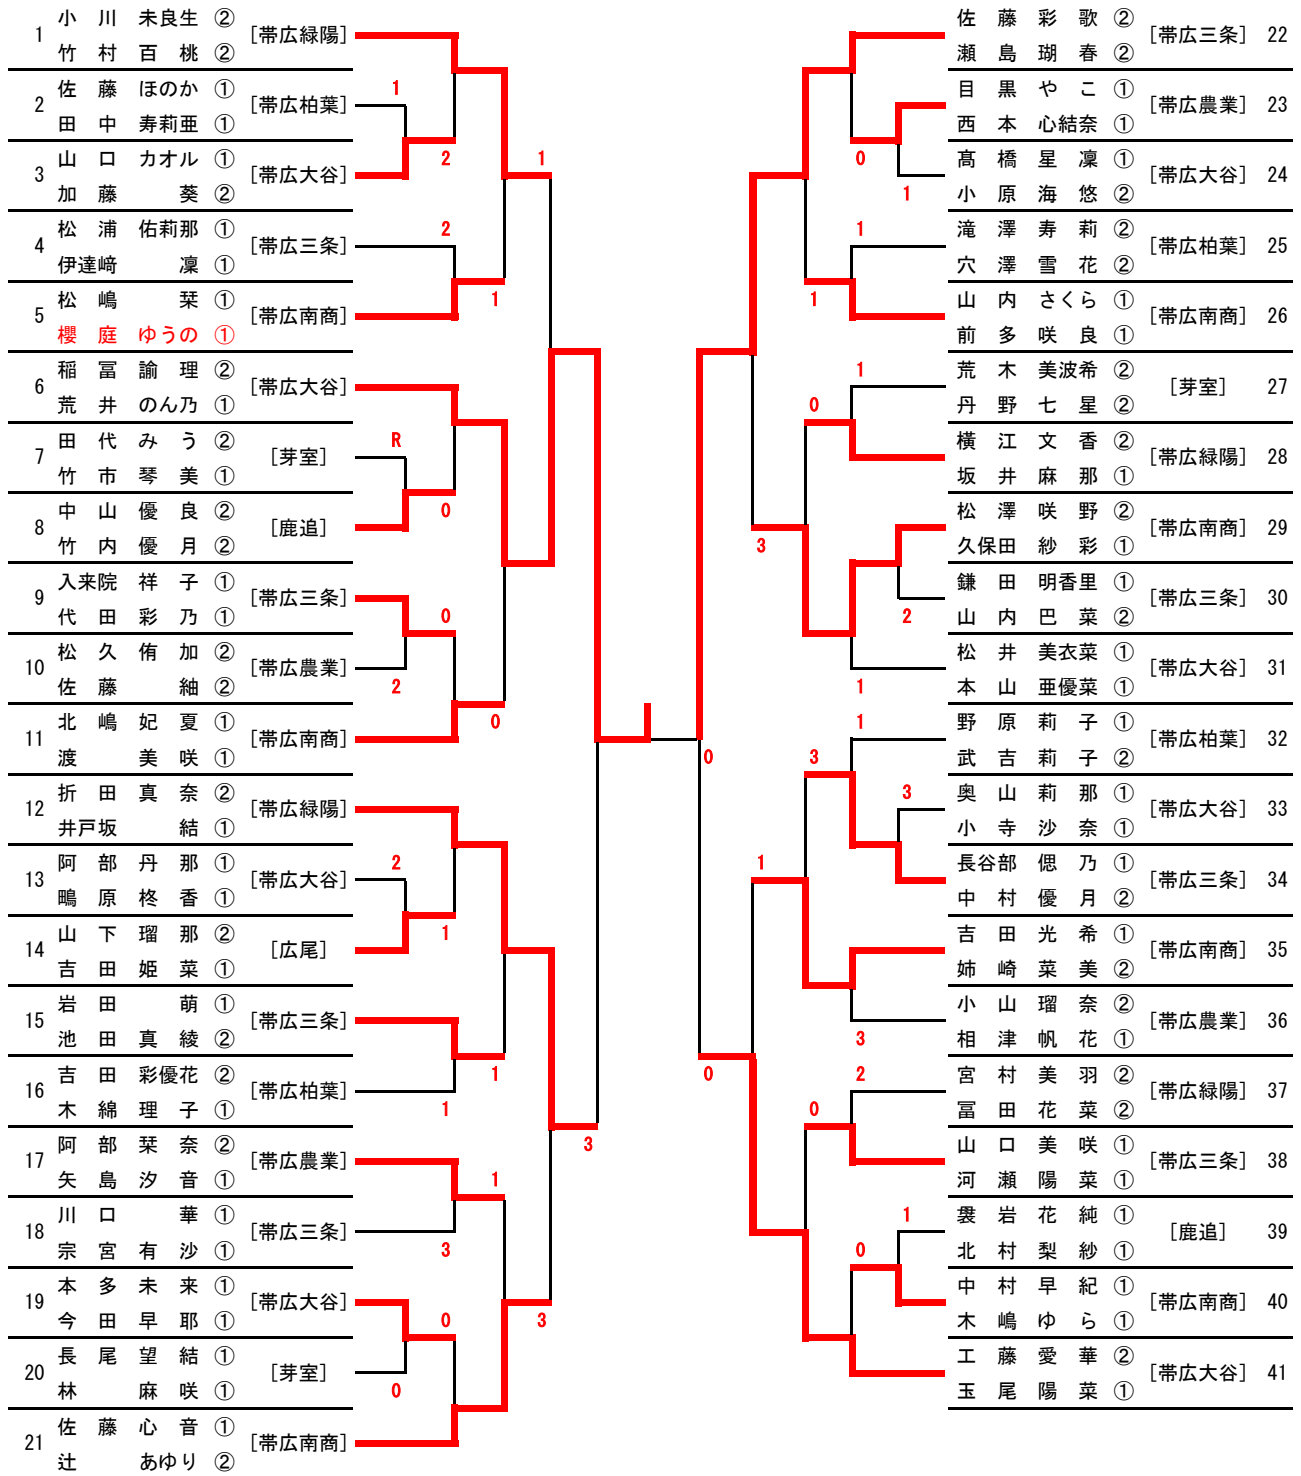 1 小川 未良生 ② [帯広緑陽]
竹村 百桃 ②
2 佐藤 ほのか ① [帯広柏葉] 1
田中 寿莉亜 ①
3 山口 カオル ① [帯広大谷] 2 1
加藤 葵 ②
4 松浦 佑莉那 ① [帯広三条] 2
伊達﨑 凜 ①
5 松嶋 栞 ① [帯広南商] 1
櫻庭 ゆうの ①
6 稲冨 諭理 ② [帯広大谷]
荒井 のん乃 ①
7 田代 みう ② [芽室] R
竹市 琴美 ①
8 中山 優良 ② [鹿追] 0
竹内 優月 ②
9 入来院 祥子 ① [帯広三条] 0
代田 彩乃 ①
10 松久 侑加 ② [帯広農業] 2
佐藤 紬 ②
11 北嶋 妃夏 ① [帯広南商] 0
渡 美咲 ①
12 折田 真奈 ② [帯広緑陽]
井戸坂 結 ①
13 阿部 丹那 ① [帯広大谷] 2
鴫原 柊香 ①
14 山下 瑠那 ② [広尾] 1
吉田 姫菜 ①
15 岩田 萌 ① [帯広三条] 1
池田 真綾 ②
16 吉田 彩優花 ② [帯広柏葉] 1
木綿 理子 ①
17 阿部 栞奈 ② [帯広農業] 1 3
矢島 汐音 ①
18 川口 華 ① [帯広三条] 3
宗宮 有沙 ①
19 本多 未来 ① [帯広大谷] 0 3
今田 早耶 ①
20 長尾 望結 ① [芽室] 0
林 麻咲 ①
21 佐藤 心音 ① [帯広南商]
辻 あゆり ②
佐藤 彩歌 ② [帯広三条] 22
瀬島 瑚春 ②
目黒 やこ ① [帯広農業] 23
西本 心結奈 ①
0 1 髙橋 星凜 ① [帯広大谷] 24
小原 海悠 ②
1 滝澤 寿莉 ② [帯広柏葉] 25
穴澤 雪花 ②
1 山内 さくら ① [帯広南商] 26
前多 咲良 ①
1 荒木 美波希 ② [芽室] 27
丹野 七星 ②
0 横江 文香 ② [帯広緑陽] 28
坂井 麻那 ①
3 松澤 咲野 ② [帯広南商] 29
久保田 紗彩 ①
2 鎌田 明香里 ① [帯広三条] 30
山内 巴菜 ②
1 松井 美衣菜 ① [帯広大谷] 31
本山 亜優菜 ①
0 1 野原 莉子 ① [帯広柏葉] 32
武吉 莉子 ②
3 3 奥山 莉那 ① [帯広大谷] 33
小寺 沙奈 ①
1 長谷部 偲乃 ① [帯広三条] 34
中村 優月 ②
吉田 光希 ① [帯広南商] 35
姉崎 菜美 ②
3 小山 瑠奈 ② [帯広農業] 36
相津 帆花 ①
0 2 宮村 美羽 ② [帯広緑陽] 37
冨田 花菜 ②
0 山口 美咲 ① [帯広三条] 38
河瀬 陽菜 ①
1 袰岩 花純 ① [鹿追] 39
北村 梨紗 ①
0 中村 早紀 ① [帯広南商] 40
木嶋 ゆら ①
工藤 愛華 ② [帯広大谷] 41
玉尾 陽菜 ①